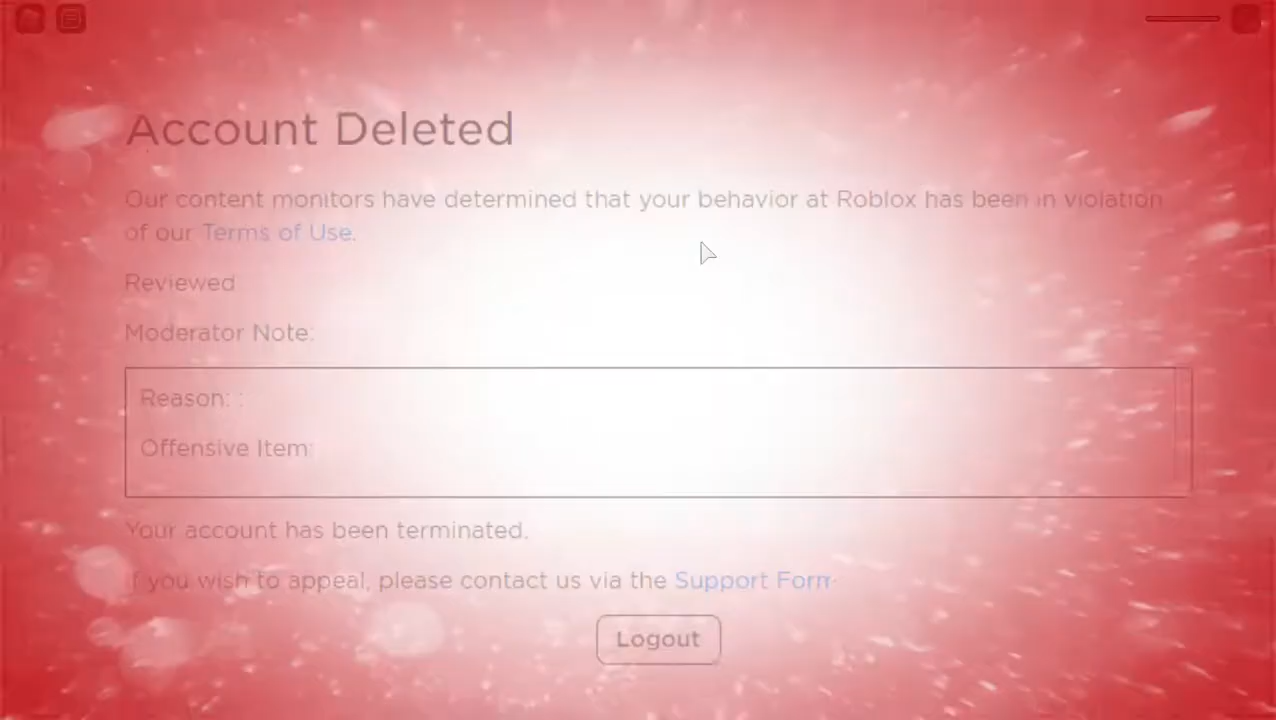 Account Deleted
Our content monitors have determined that your behavior at Roblox has been in violation
of our Terms of Use.
Reviewed
Moderator Note:
Reason: :
Offensive Item:
Your account has been terminated.
If you wish to appeal, please contact us via the Support Form
Logout